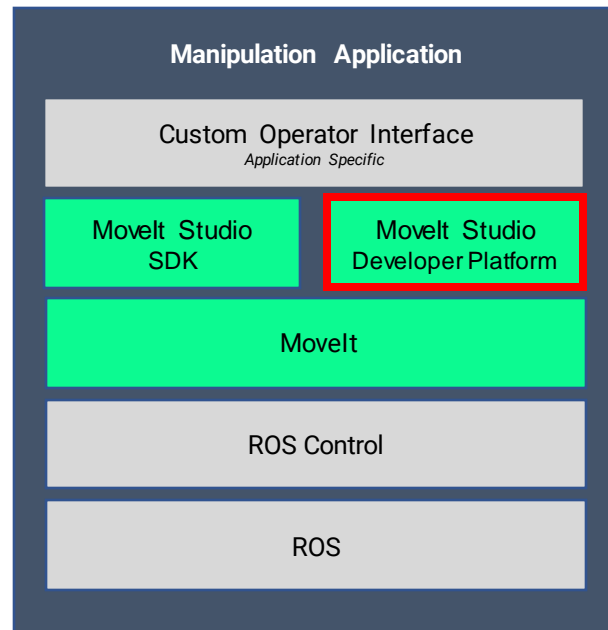 Manipulation Application
Custom Operator Interface
Application Specific
MoveIt Studio
SDK
MoveIt Studio
Developer Platform
MoveIt
ROS Control
ROS